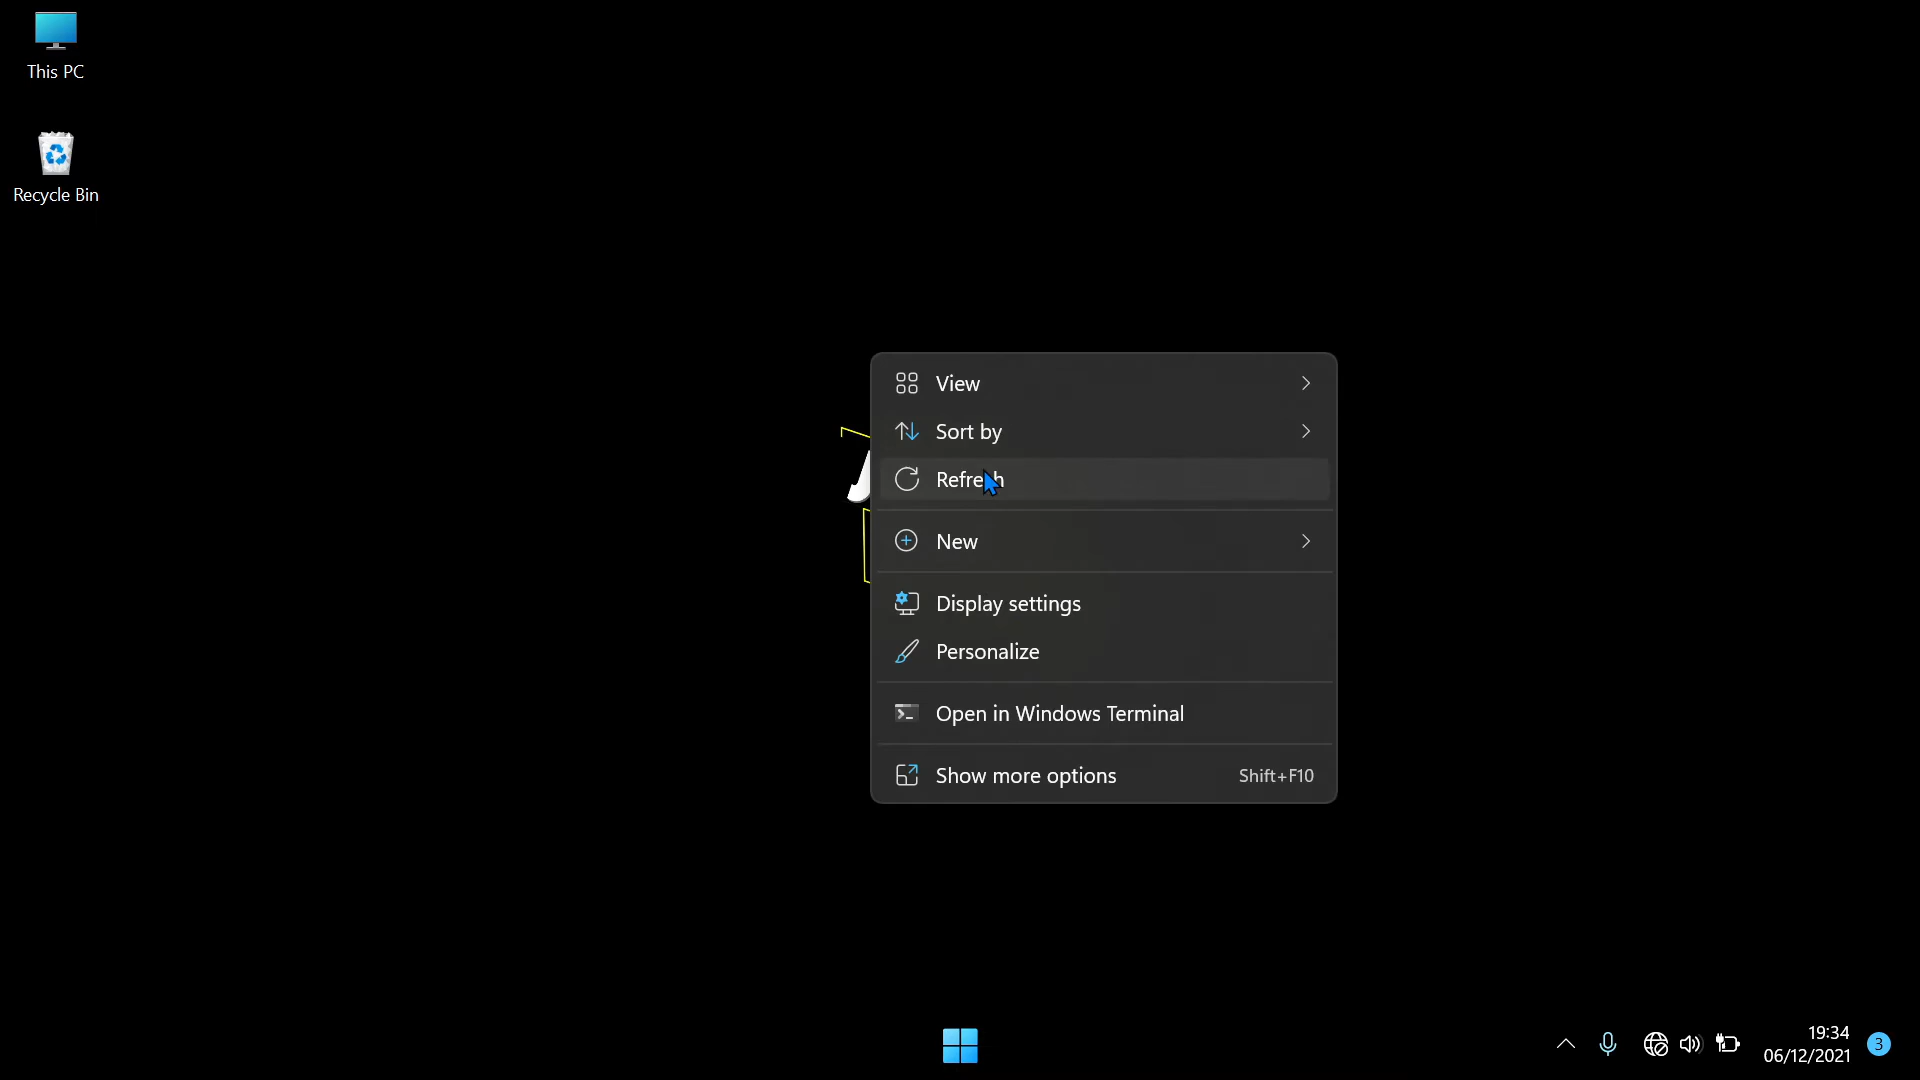 This PC
Recycle Bin
View
Sort by
Refresh
New
Display settings
Personalize
Open in Windows Terminal
Show more options Shift+F10
19:34
06/12/2021
3